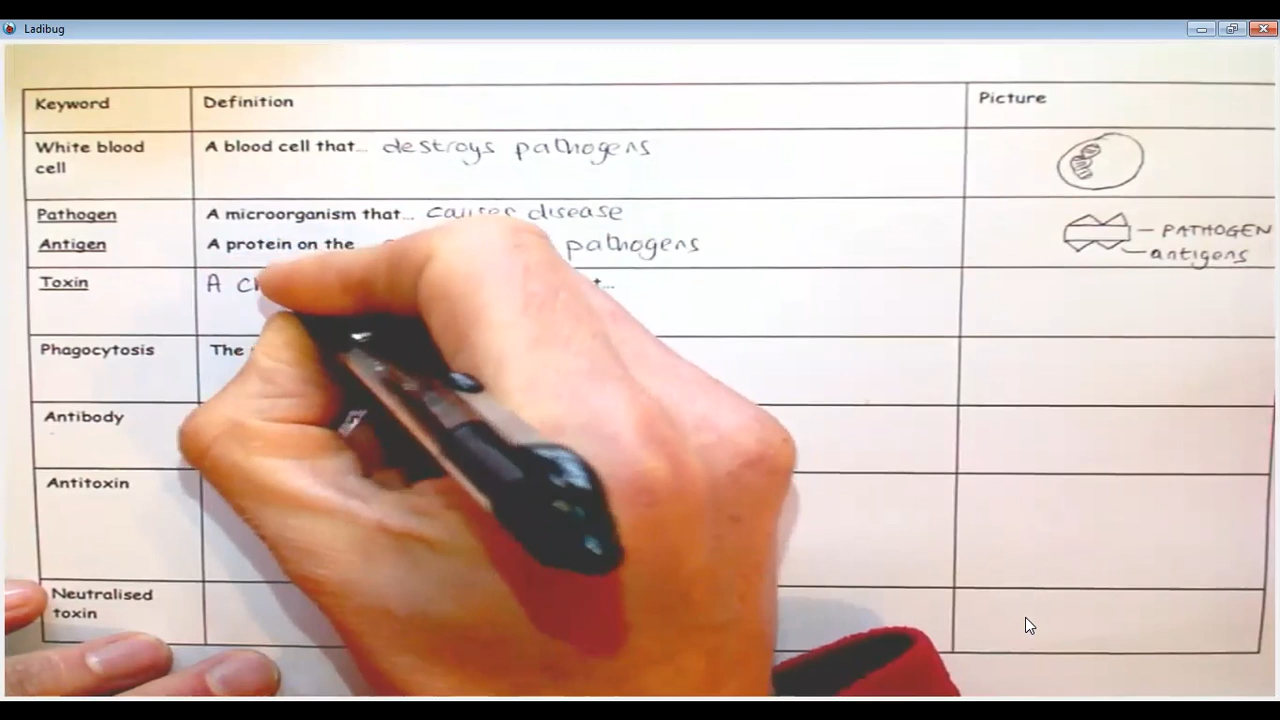 Ladibug
Keyword Definition Picture
White blood cell A blood cell that... destroys pathogens
Pathogen A microorganism that... causes disease
Antigen A protein on the pathogens
PATHOGEN
antigens
Toxin A
Phagocytosis The
Antibody
Antitoxin
Neutralised toxin